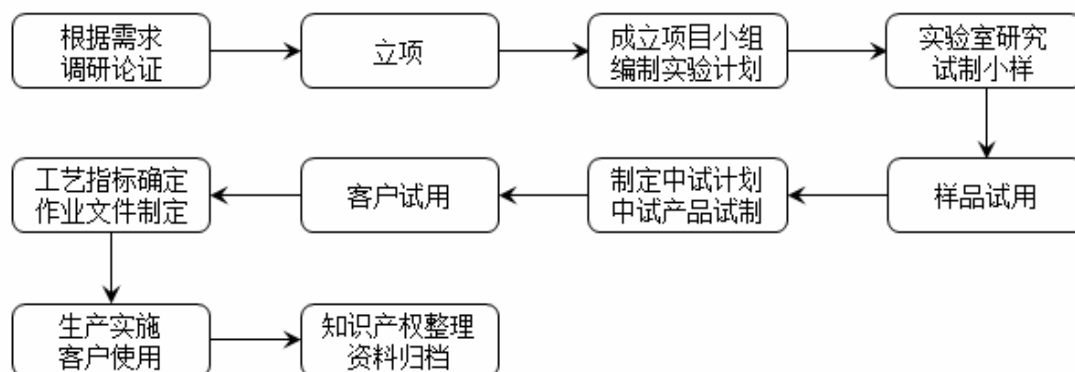 根据需求
调研论证
立项
成立项目小组
编制实验计划
实验室研究
试制小样
样品试用
制定中试计划
中试产品试制
客户试用
工艺指标确定
作业文件制定
生产实施
客户使用
知识产权整理
资料归档